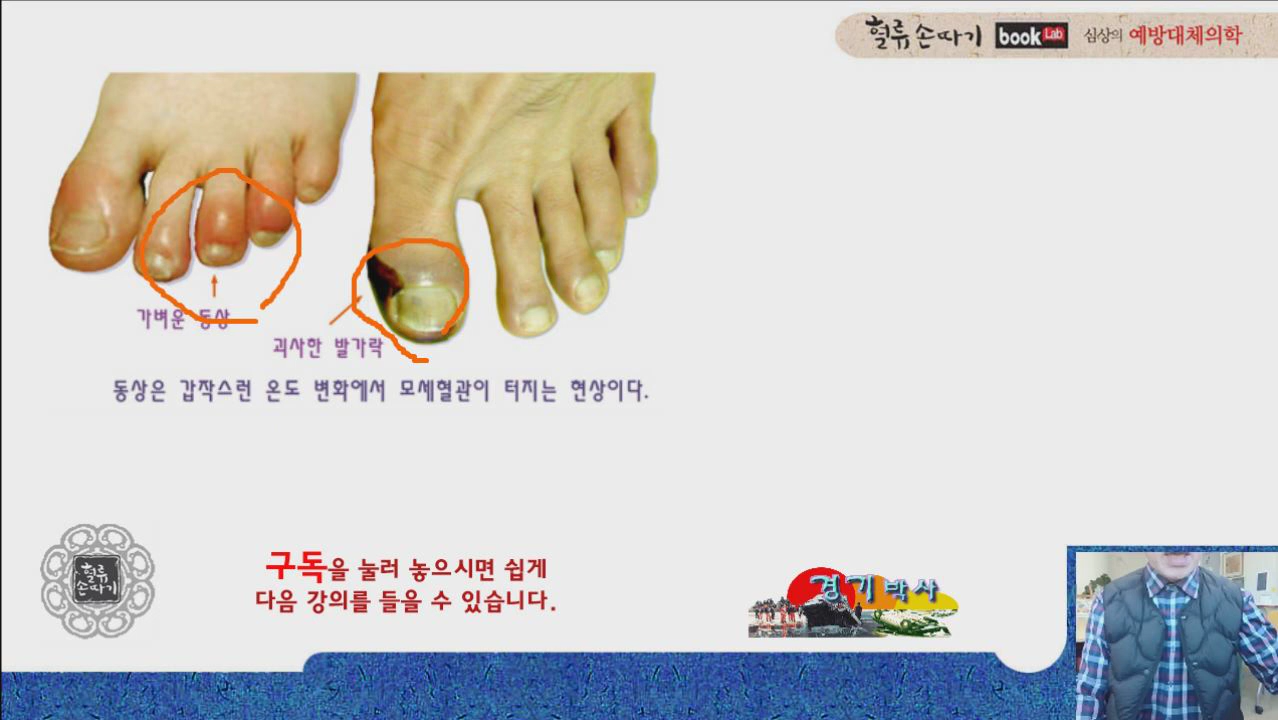 혈류 손따기 book Lab 심상의 예방대체의학
가벼운 동상
괴사한 발가락
동상은 갑작스런 온도 변화에서 모세혈관이 터지는 현상이다.
혈류
손따기
구독을 눌러 놓으시면 쉽게
다음 강의를 들을 수 있습니다.
경기박사